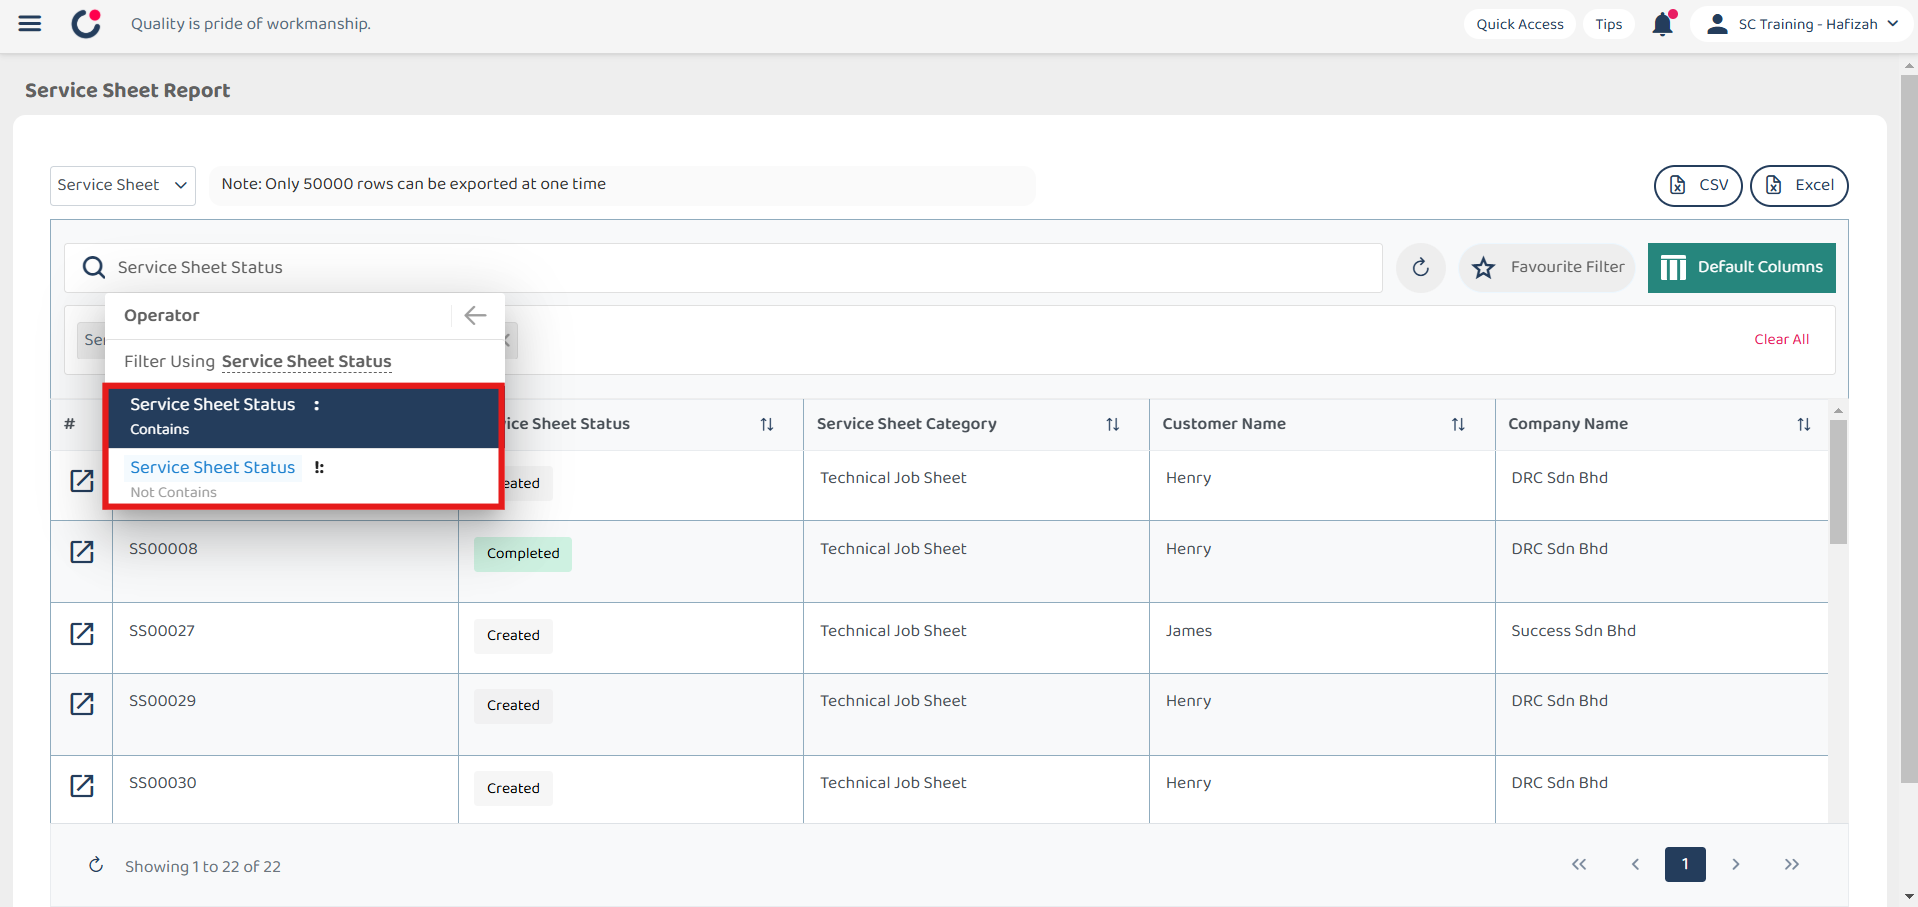 Quality is pride of workmanship.
Quick Access
Tips
SC Training - Hafizah
Service Sheet Report
Service Sheet
Note: Only 50000 rows can be exported at one time
CSV
Excel
Service Sheet Status
Favourite Filter
Default Columns
Operator
Clear All
Filter Using Service Sheet Status
Service Sheet Status :
Contains
Service Sheet Status !:
Not Contains
# Sheet Status Service Sheet Category Customer Name Company Name
Technical Job Sheet Henry DRC Sdn Bhd
SS00008 Completed Technical Job Sheet Henry DRC Sdn Bhd
SS00027 Created Technical Job Sheet James Success Sdn Bhd
SS00029 Created Technical Job Sheet Henry DRC Sdn Bhd
SS00030 Created Technical Job Sheet Henry DRC Sdn Bhd
Showing 1 to 22 of 22
<< < 1 > >>